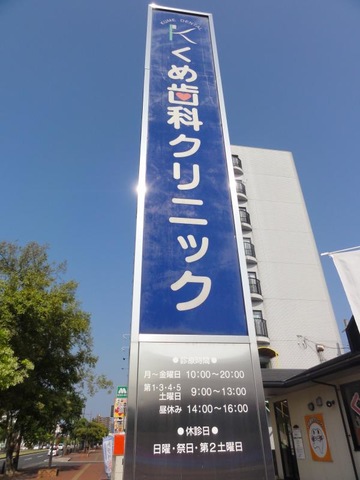 KUME DENTAL
K
くめ歯科クリニック
●診療時間●
月〜金曜日 10:00〜20:00
第1・3・4・5
土曜日 9:00〜13:00
昼休み 14:00〜16:00
●休診日●
日曜・祭日・第2土曜日